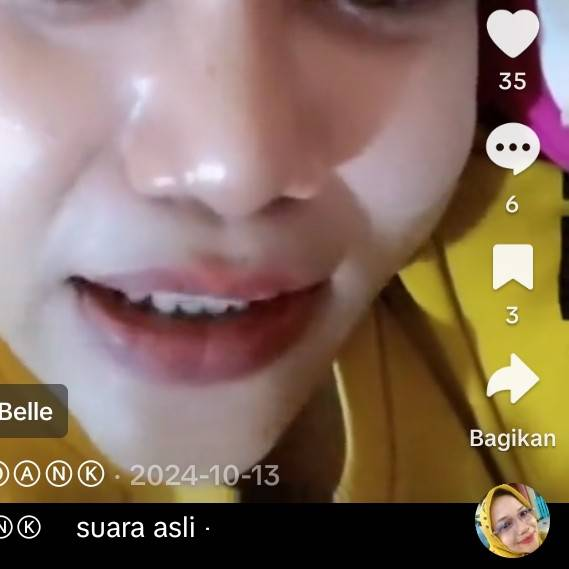 35
6
3
Bagikan
Belle
ⒹⒶⓃⓀ · 2024-10-13
ⓃⓀ suara asli ·